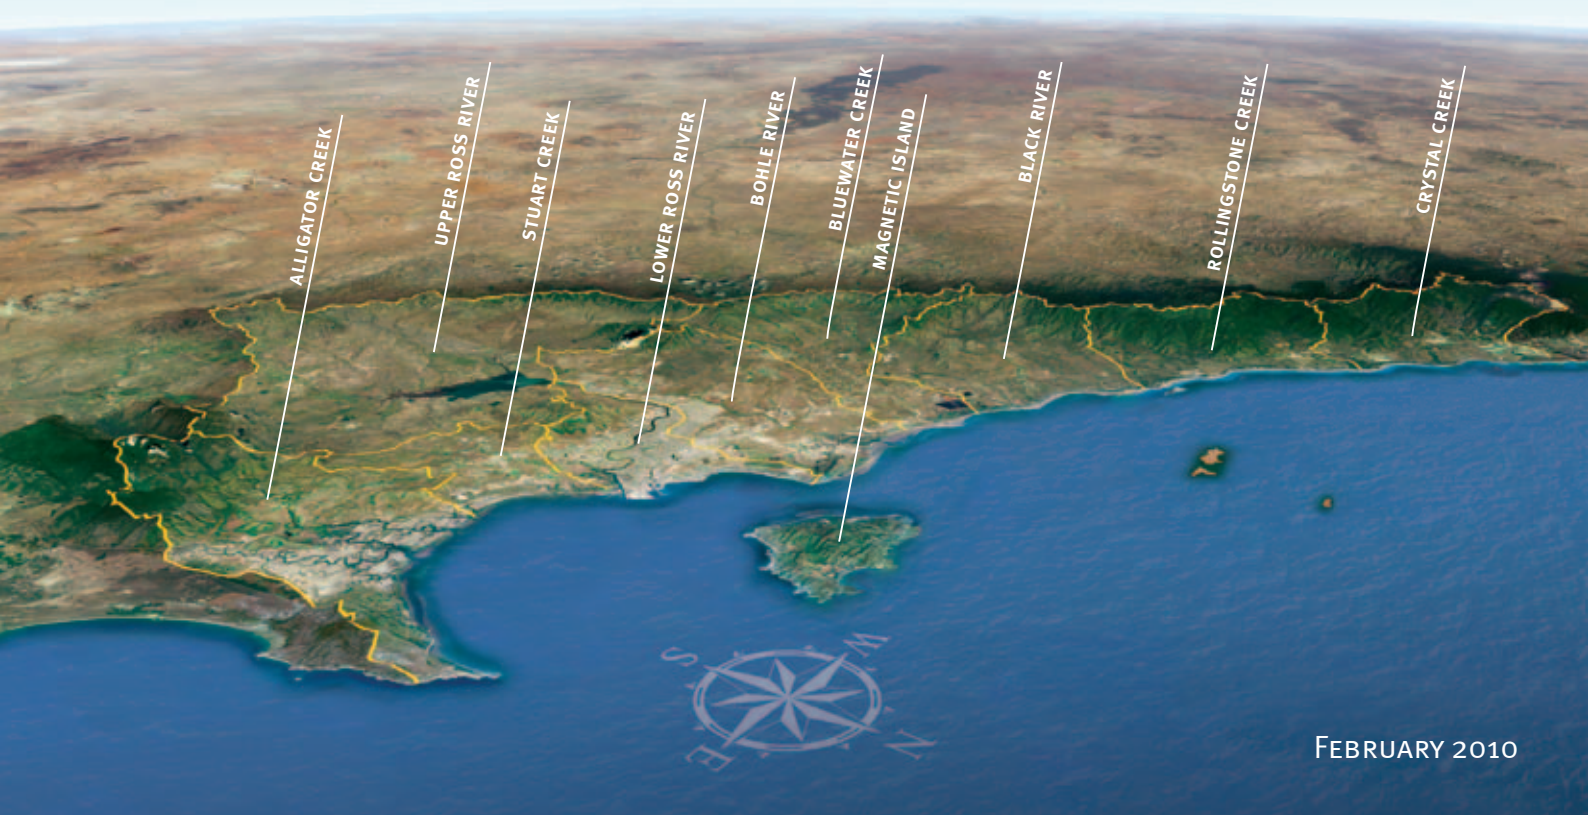 ALLIGATOR CREEK
UPPER ROSS RIVER
STUART CREEK
LOWER ROSS RIVER
BOHLE RIVER
BLUEWATER CREEK
MAGNETIC ISLAND
BLACK RIVER
ROLLINGSTONE CREEK
CRYSTAL CREEK
S
W
E
N
FEBRUARY 2010